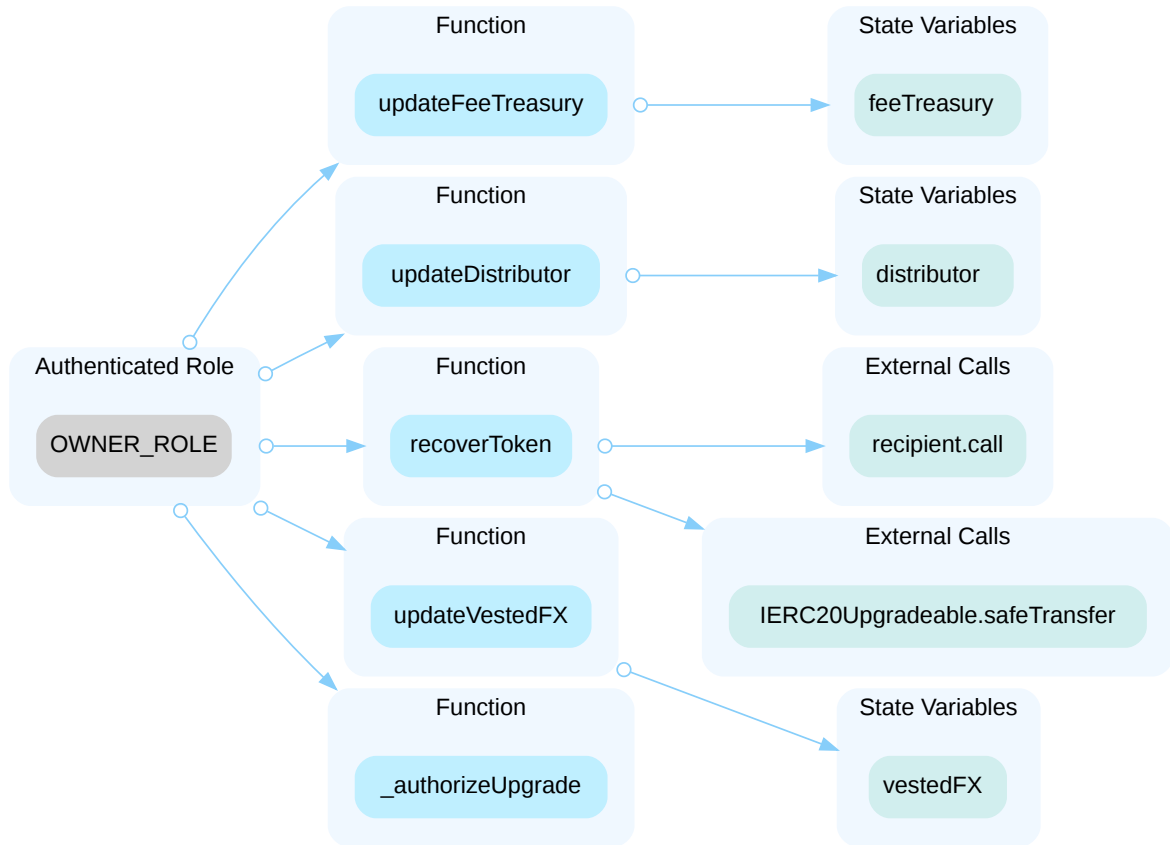 Function
updateFeeTreasury
State Variables
feeTreasury
Function
updateDistributor
State Variables
distributor
Authenticated Role
OWNER_ROLE
Function
recoverToken
External Calls
recipient.call
Function
updateVestedFX
External Calls
IERC20Upgradeable.safeTransfer
Function
_authorizeUpgrade
State Variables
vestedFX